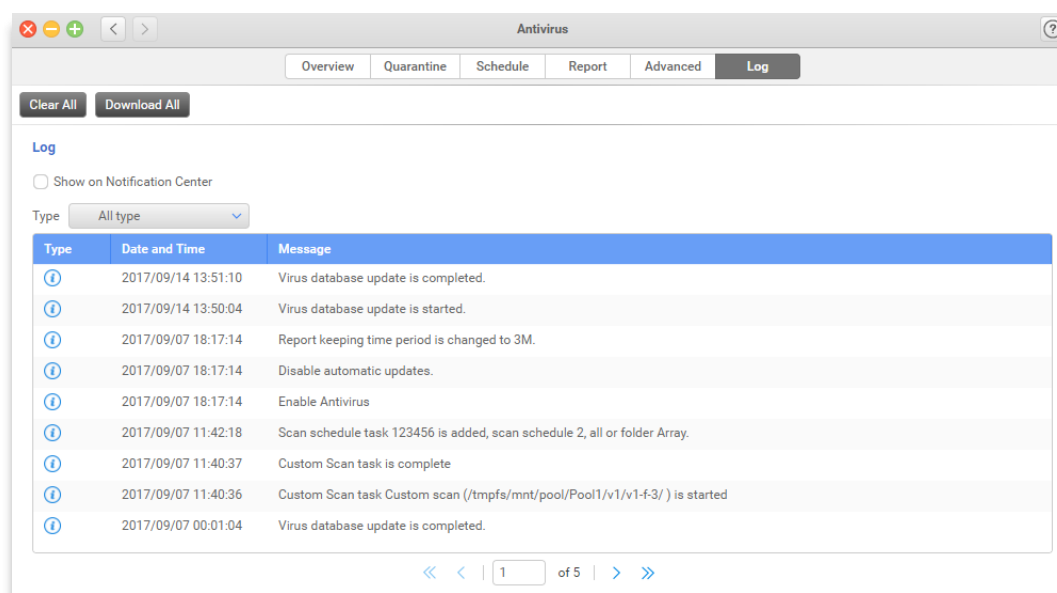 Antivirus
Overview Quarantine Schedule Report Advanced Log
Clear All Download All
Log
Show on Notification Center
Type All type
Type Date and Time Message
2017/09/14 13:51:10 Virus database update is completed.
2017/09/14 13:50:04 Virus database update is started.
2017/09/07 18:17:14 Report keeping time period is changed to 3M.
2017/09/07 18:17:14 Disable automatic updates.
2017/09/07 18:17:14 Enable Antivirus
2017/09/07 11:42:18 Scan schedule task 123456 is added, scan schedule 2, all or folder Array.
2017/09/07 11:40:37 Custom Scan task is complete
2017/09/07 11:40:36 Custom Scan task Custom scan (/tmpfs/mnt/pool/Pool1/v1/v1-f-3/ ) is started
2017/09/07 00:01:04 Virus database update is completed.
1 of 5